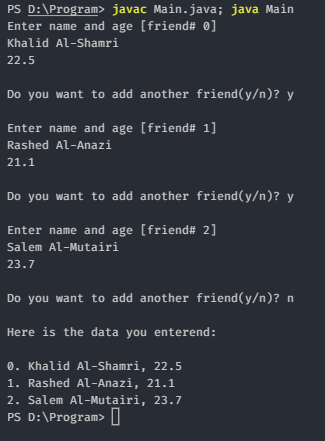 PS D:\Program> javac Main.java; java Main
Enter name and age [friend# 0]
Khalid Al-Shamri
22.5
Do you want to add another friend(y/n)? y
Enter name and age [friend# 1]
Rashed Al-Anazi
21.1
Do you want to add another friend(y/n)? y
Enter name and age [friend# 2]
Salem Al-Mutairi
23.7
Do you want to add another friend(y/n)? n
Here is the data you enterend:
0. Khalid Al-Shamri, 22.5
1. Rashed Al-Anazi, 21.1
2. Salem Al-Mutairi, 23.7
PS D:\Program>